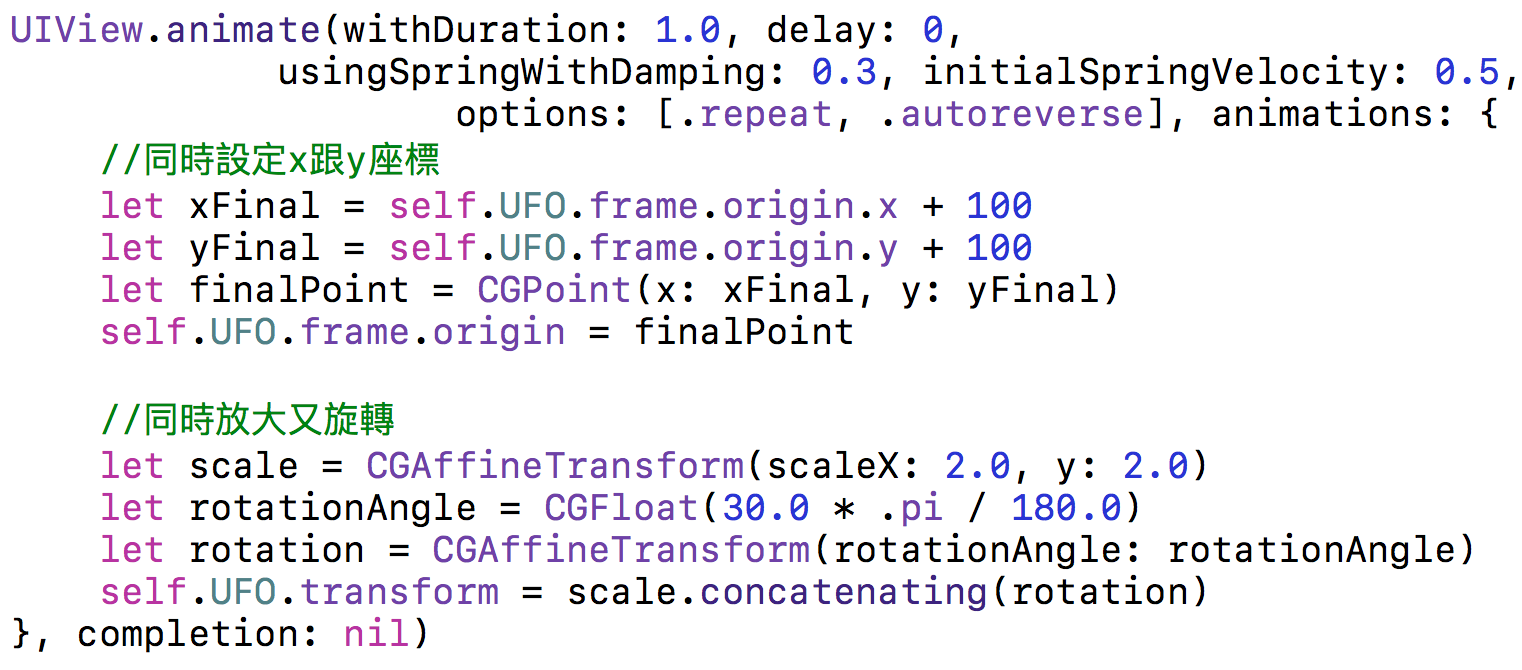 UIView.animate(withDuration: 1.0, delay: 0,
usingSpringWithDamping: 0.3, initialSpringVelocity: 0.5,
options: [.repeat, .autoreverse], animations: {
//同時設定x跟y座標
let xFinal = self.UFO.frame.origin.x + 100
let yFinal = self.UFO.frame.origin.y + 100
let finalPoint = CGPoint(x: xFinal, y: yFinal)
self.UFO.frame.origin = finalPoint
//同時放大又旋轉
let scale = CGAffineTransform(scaleX: 2.0, y: 2.0)
let rotationAngle = CGFloat(30.0 * .pi / 180.0)
let rotation = CGAffineTransform(rotationAngle: rotationAngle)
self.UFO.transform = scale.concatenating(rotation)
}, completion: nil)